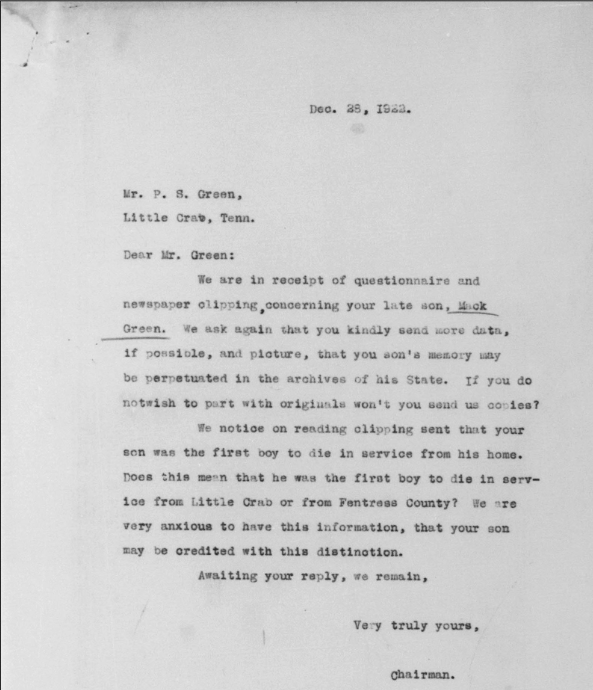 Dec. 28, 1922.
Mr. P. S. Green,
Little Crab, Tenn.
Dear Mr. Green:
We are in receipt of questionnaire and
newspaper clipping,concerning your late son, Mack
Green. We ask again that you kindly send more data,
if possible, and picture, that you son's memory may
be perpetuated in the archives of his State. If you do
notwish to part with originals won't you send us copies?
We notice on reading clipping sent that your
son was the first boy to die in service from his home.
Does this mean that he was the first boy to die in serv-
ice from Little Crab or from Fentress County? We are
very anxious to have this information, that your son
may be credited with this distinction.
Awaiting your reply, we remain,
Very truly yours,
Chairman.